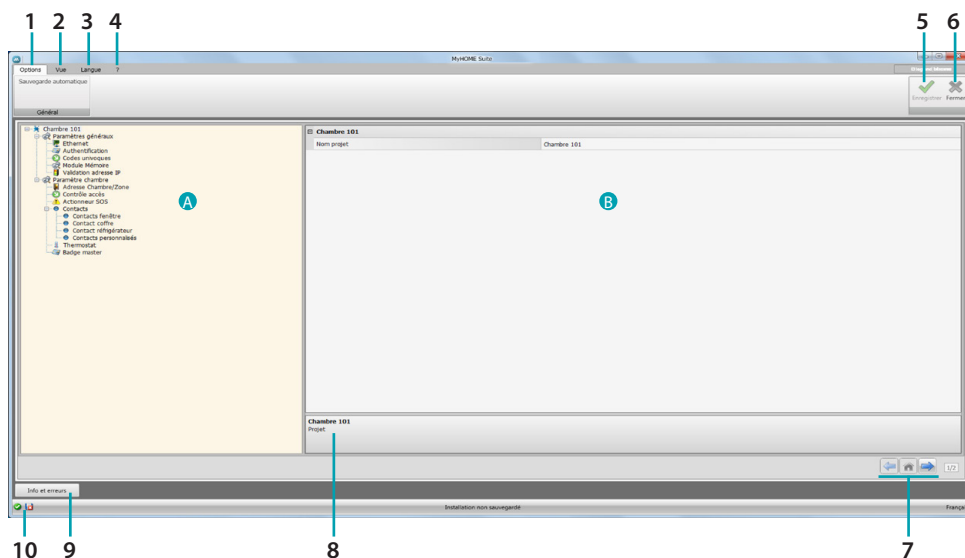 1 2 3 4 5 6
MyHOME Suite
Options Vue Langue ?
Sauvegarde automatique
Général
Enregistrer Fermer
Chambre 101
Paramètres généraux
Ethernet
Authentification
Codes univoques
Module Mémoire
Validation adresse IP
Paramètre chambre
Adresse Chambre/Zone
Contrôle accès
Actionneur SOS
Contacts
Contacts fenêtre
Contact coffre
Contact réfrigérateur
Contacts personnalisés
Thermostat
Badge master
A
Chambre 101
Nom projet Chambre 101
B
Chambre 101
Projet
1/2
Info et erreurs
Installation non sauvegardé
França
10 9 8 7